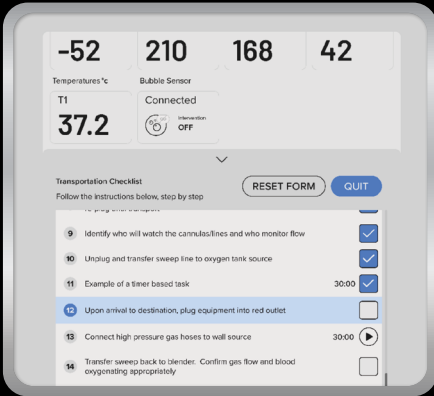 -52 210 168 42
Temperatures °c Bubble Sensor
T1 Connected
37.2 Intervention
OFF
Transportation Checklist RESET FORM QUIT
Follow the instructions below, step by step
9 Identify who will watch the cannulas/lines and who monitor flow
10 Unplug and transfer sweep line to oxygen tank source
11 Example of a timer based task 30:00
12 Upon arrival to destination, plug equipment into red outlet
13 Connect high pressure gas hoses to wall source 30:00
14 Transfer sweep back to blender. Confirm gas flow and blood
oxygenating appropriately